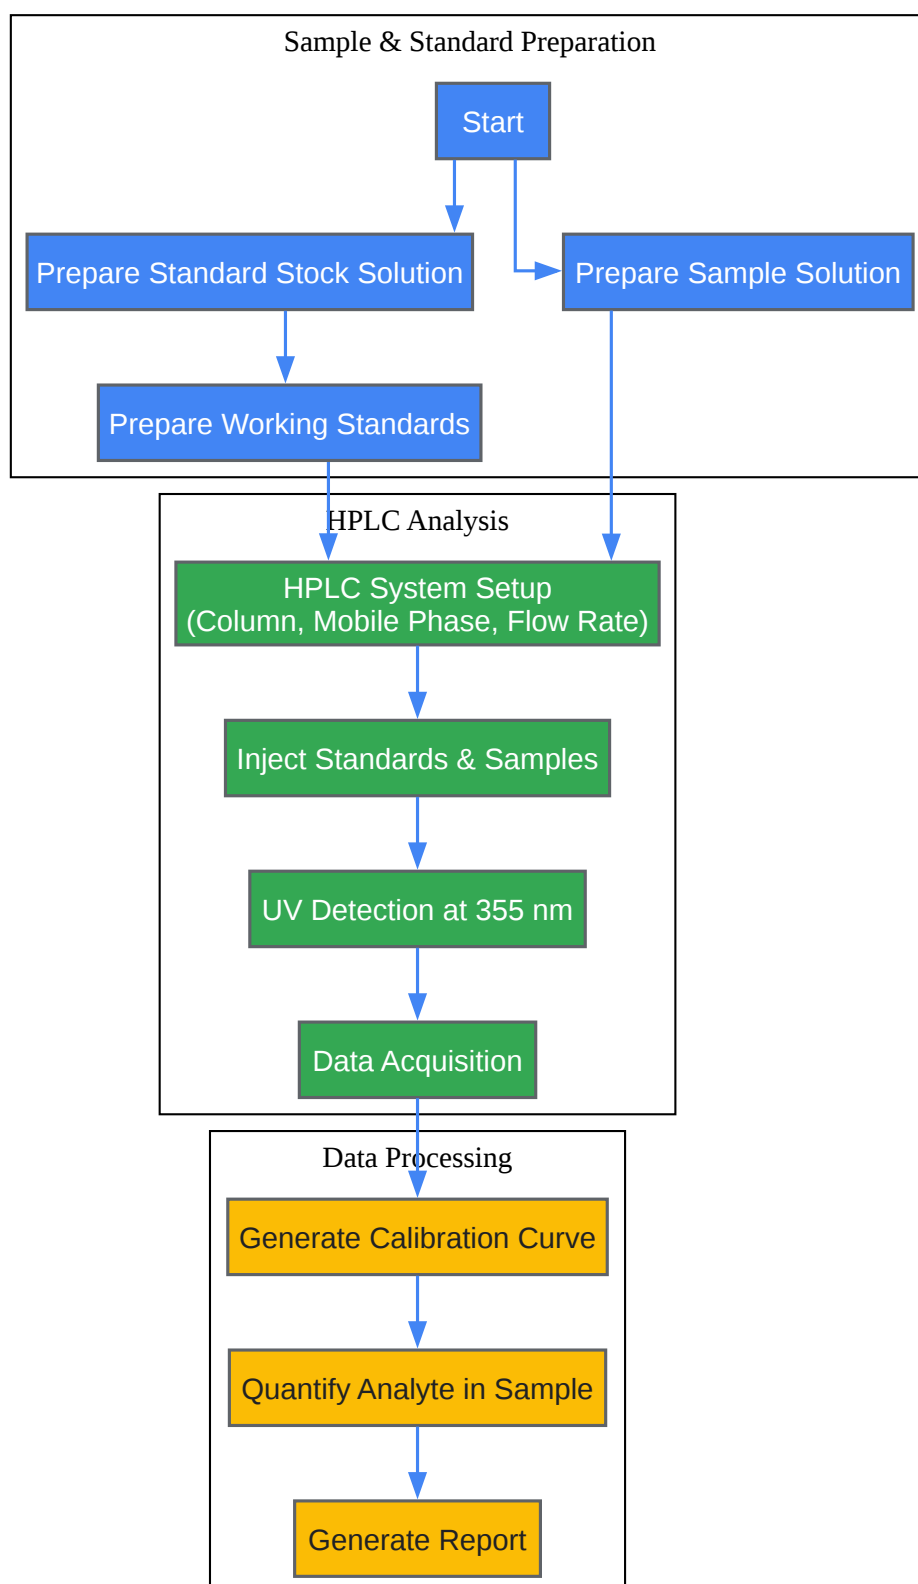 Sample & Standard Preparation
Start
Prepare Standard Stock Solution
Prepare Sample Solution
Prepare Working Standards
HPLC Analysis
HPLC System Setup
(Column, Mobile Phase, Flow Rate)
Inject Standards & Samples
UV Detection at 355 nm
Data Acquisition
Data Processing
Generate Calibration Curve
Quantify Analyte in Sample
Generate Report